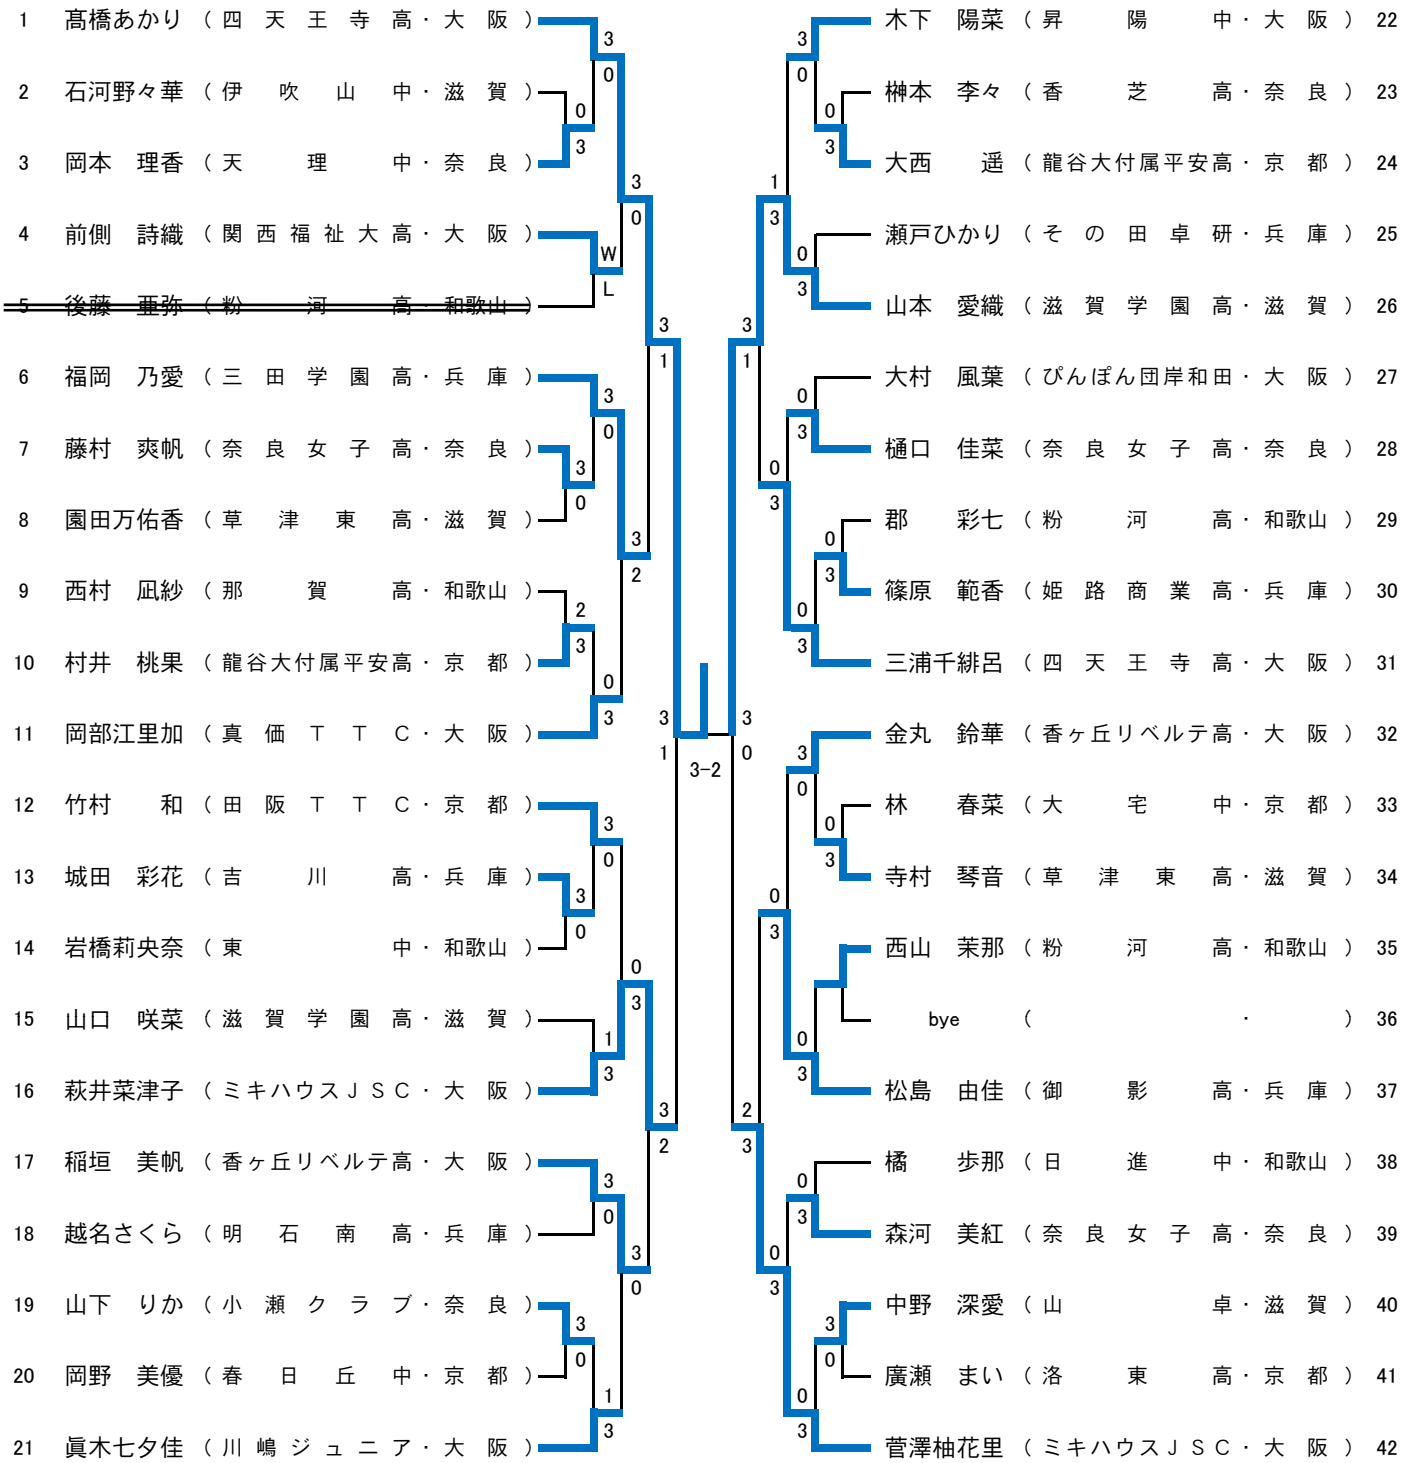 1 髙橋あかり （四天王寺高・大阪）
2 石河野々華 （伊吹山中・滋賀）
3 岡本 理香 （天理中・奈良）
4 前側 詩織 （関西福祉大高・大阪）
5 後藤 亜弥 （粉河高・和歌山）
6 福岡 乃愛 （三田学園高・兵庫）
7 藤村 爽帆 （奈良女子高・奈良）
8 園田万佑香 （草津東高・滋賀）
9 西村 凪紗 （那賀高・和歌山）
10 村井 桃果 （龍谷大付属平安高・京都）
11 岡部江里加 （真価TTC・大阪）
12 竹村 和 （田阪TTC・京都）
13 城田 彩花 （吉川高・兵庫）
14 岩橋莉央奈 （東中・和歌山）
15 山口 咲菜 （滋賀学園高・滋賀）
16 萩井菜津子 （ミキハウスJSC・大阪）
17 稲垣 美帆 （香ヶ丘リベルテ高・大阪）
18 越名さくら （明石南高・兵庫）
19 山下 りか （小瀬クラブ・奈良）
20 岡野 美優 （春日丘中・京都）
21 眞木七夕佳 （川嶋ジュニア・大阪）
3
0
0
3
3
0
W
L
3
1
3
0
3
0
3
2
2
3
0
3
3
1
3
0
3
0
0
3
1
3
3
2
3
0
3
0
3
0
1
3
3-2
3
0
0
3
1
3
0
3
3
1
0
3
0
3
0
3
0
3
3
0
3
0
0
3
0
3
0
3
2
3
0
3
0
3
3
0
0
3
木下 陽菜 （昇陽中・大阪） 22
榊本 李々 （香芝高・奈良） 23
大西 遥 （龍谷大付属平安高・京都） 24
瀬戸ひかり （その田卓研・兵庫） 25
山本 愛織 （滋賀学園高・滋賀） 26
大村 風葉 （ぴんぽん団岸和田・大阪） 27
樋口 佳菜 （奈良女子高・奈良） 28
郡 彩七 （粉河高・和歌山） 29
篠原 範香 （姫路商業高・兵庫） 30
三浦千緋呂 （四天王寺高・大阪） 31
金丸 鈴華 （香ヶ丘リベルテ高・大阪） 32
林 春菜 （大宅中・京都） 33
寺村 琴音 （草津東高・滋賀） 34
西山 茉那 （粉河高・和歌山） 35
bye （ ・ ） 36
松島 由佳 （御影高・兵庫） 37
橘 歩那 （日進中・和歌山） 38
森河 美紅 （奈良女子高・奈良） 39
中野 深愛 （山卓・滋賀） 40
廣瀬 まい （洛東高・京都） 41
菅澤柚花里 （ミキハウスJSC・大阪） 42